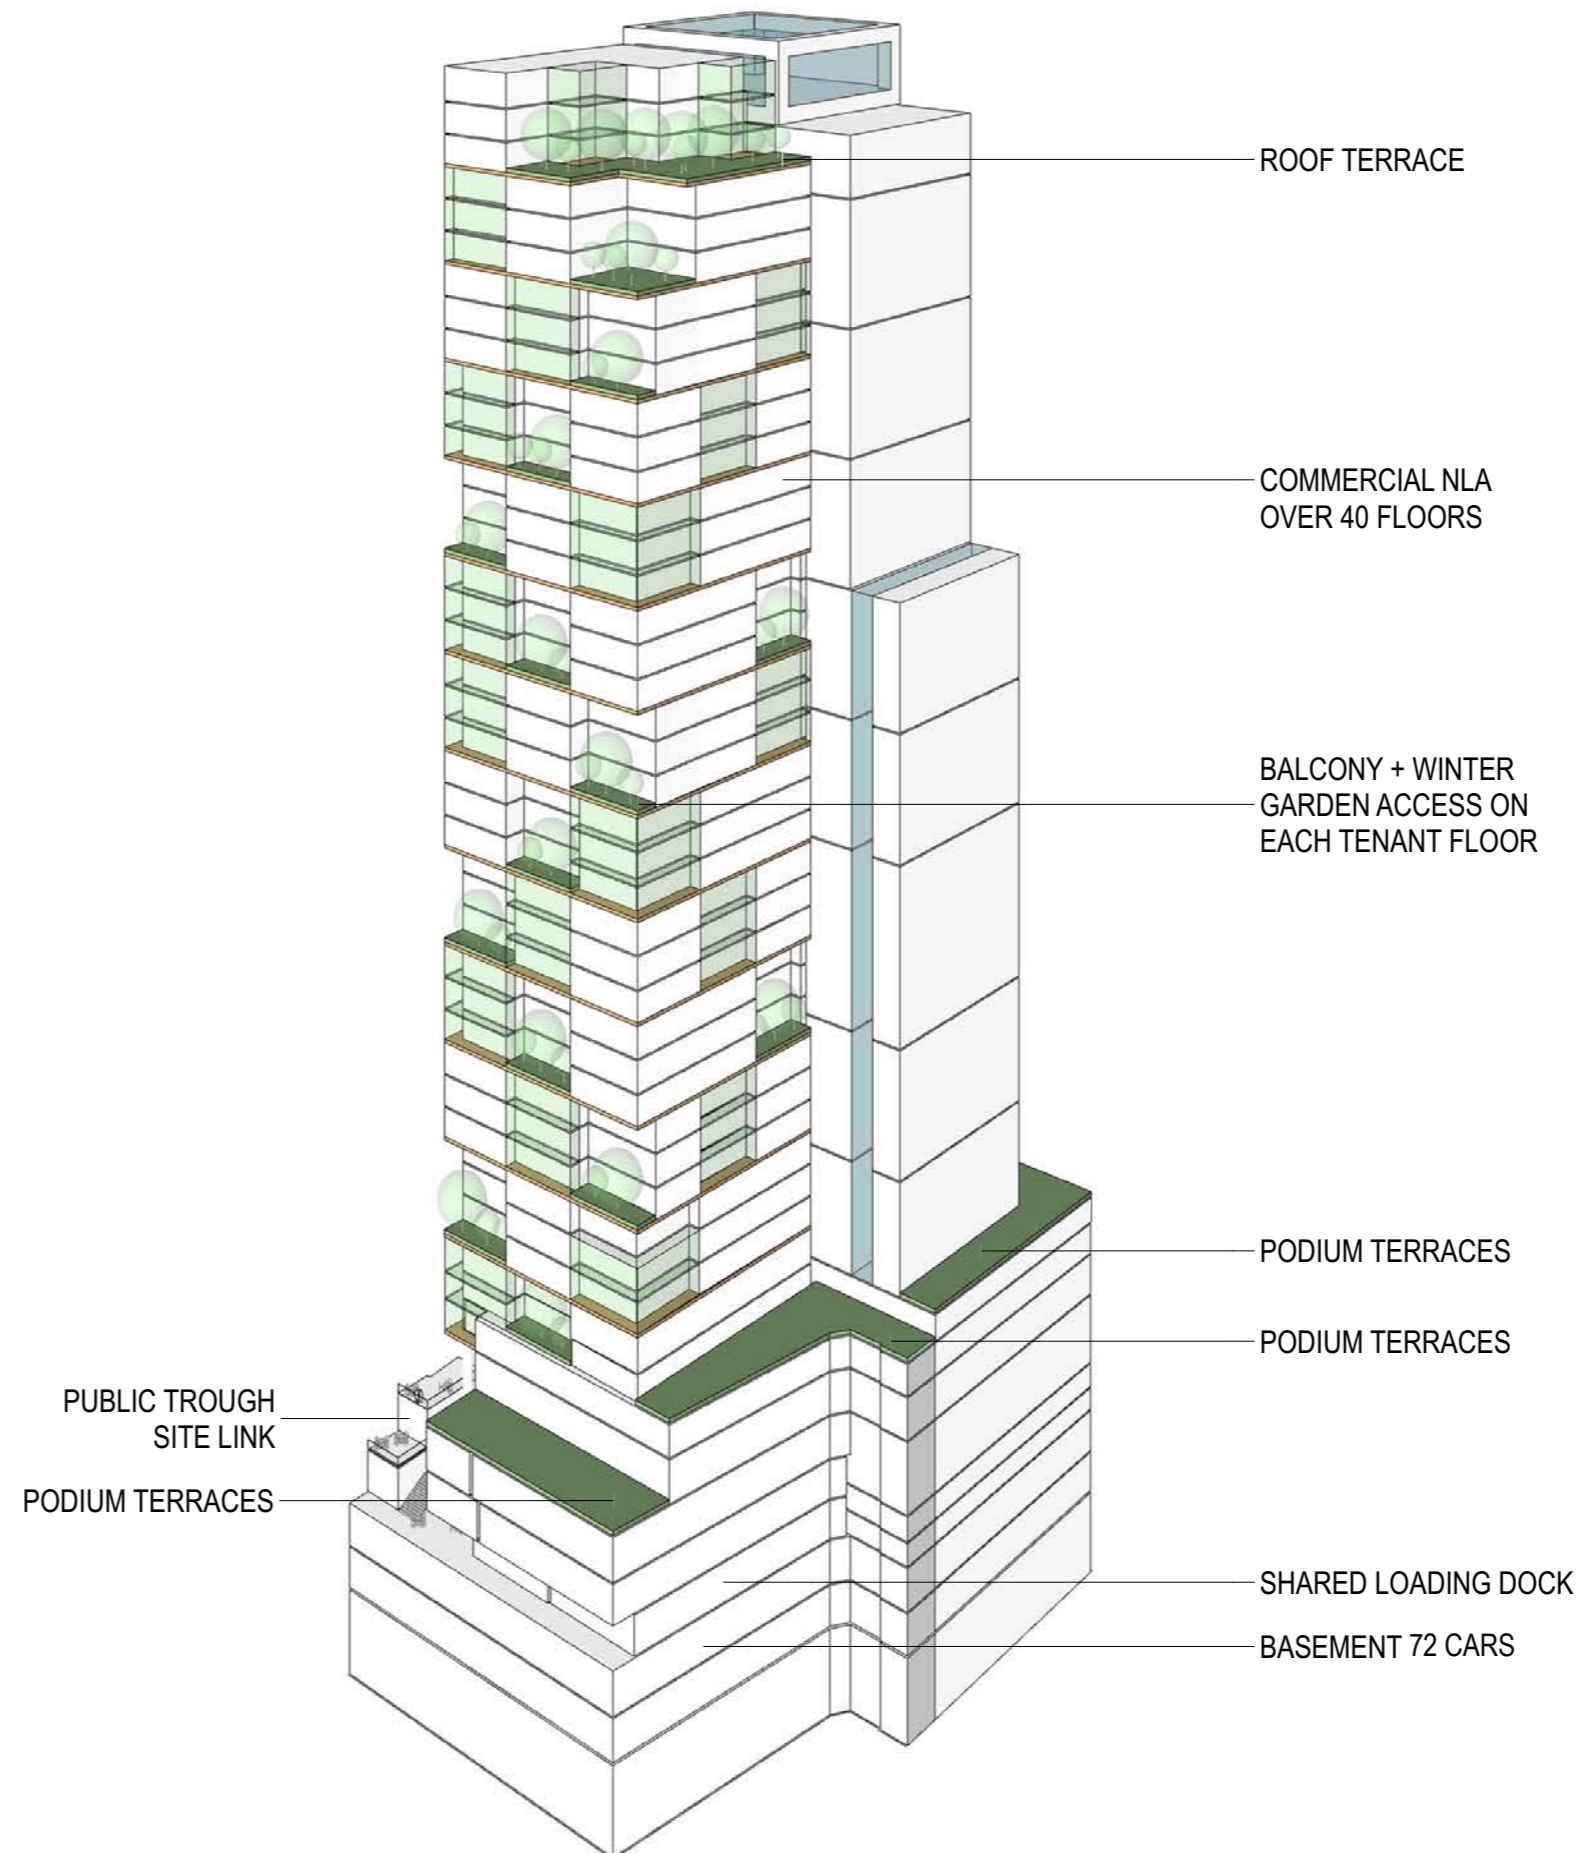 ROOF TERRACE
COMMERCIAL NLA
OVER 40 FLOORS
BALCONY + WINTER
GARDEN ACCESS ON
EACH TENANT FLOOR
PODIUM TERRACES
PODIUM TERRACES
PUBLIC TROUGH
SITE LINK
PODIUM TERRACES
SHARED LOADING DOCK
BASEMENT 72 CARS